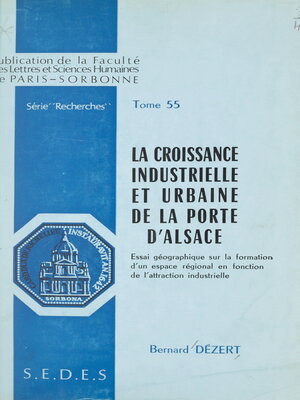 ublication de la Faculté
es Lettres et Sciences Humaines
e PARIS-SORBONNE
Série "Recherches"
Tome 55
LA CROISSANCE
INDUSTRIELLE
ET URBAINE
DE LA PORTE
D'ALSACE
Essai géographique sur la formation
d'un espace régional en fonction
de l'attraction industrielle
SORBONA
Bernard DÉZERT
S.E.D.E.S